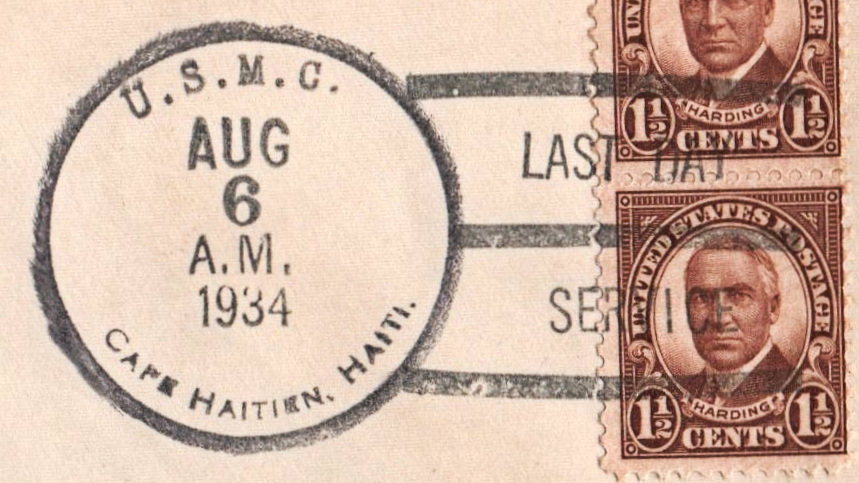 U.S.M.C.
AUG
6
A.M.
1934
CAPE HAITIEN, HAITI.
LAST DAY
SERVICE
HARDING
1½ CENTS 1½
UNITED STATES POSTAGE
HARDING
1½ CENTS 1½